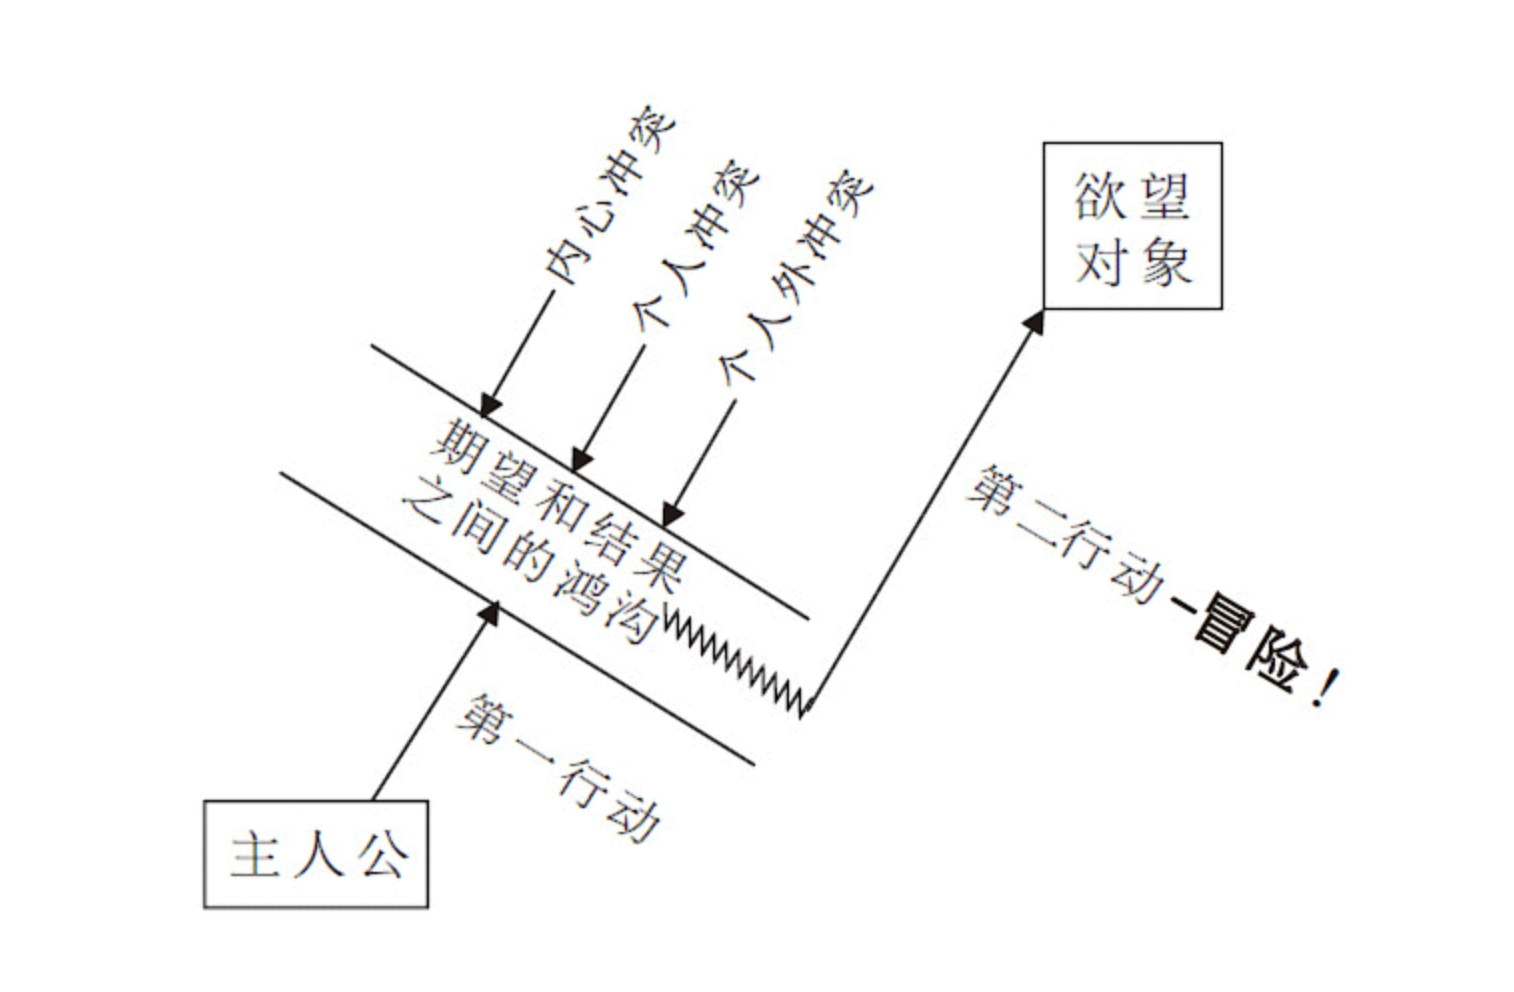 内心冲突
个人冲突
个人外冲突
欲望
对象
期望和结果
之间的鸿沟
第二行动-冒险！
第一行动
主人公